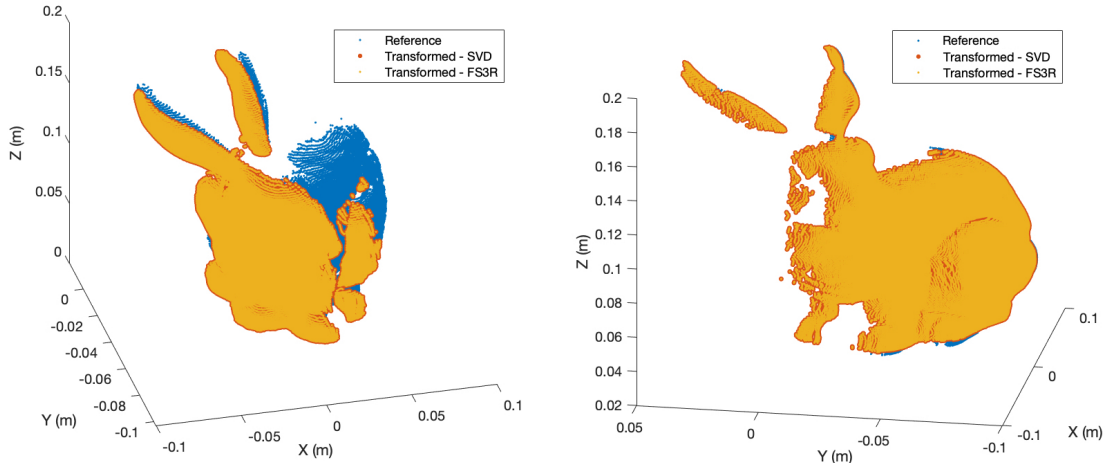 0.2
0.15
0.1
0.05
0
Z (m)
0
-0.02
-0.04
-0.06
-0.08
-0.1
Y (m)
-0.1
-0.05
0
0.05
0.1
X (m)
Reference
Transformed - SVD
Transformed - FS3R
0.2
0.18
0.16
0.14
0.12
0.1
0.08
0.06
0.04
0.02
Z (m)
0.05
0
-0.05
-0.1
Y (m)
-0.1
0
0.1
X (m)
Reference
Transformed - SVD
Transformed - FS3R